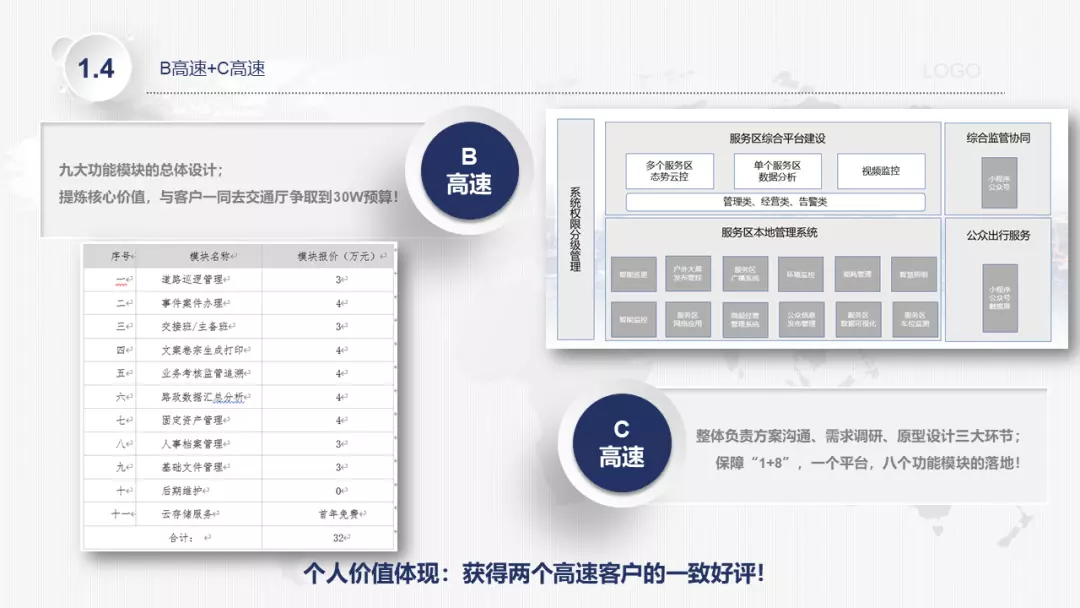 1.4
B高速+C高速
LOGO
九大功能模块的总体设计；
提炼核心价值，与客户一同去交通厅争取到30W预算！
B
高速
序号 模块名称 模块报价（万元）
一 道路巡逻管理 3
二 事件案件办理 4
三 交接班/主备班 3
四 文案卷宗生成打印 4
五 业务考核监管追溯 4
六 路政数据汇总分析 4
七 固定资产管理 4
八 人事档案管理 3
九 基础文件管理 3
十 后期维护 0
十一 云存储服务 首年免费
合计： 32
系统权限分级管理
服务区综合平台建设
多个服务区
态势云控
单个服务区
数据分析
视频监控
管理类、经营类、告警类
综合监管协同
小程序
公众号
服务区本地管理系统
智能巡更
户外大屏
发布管控
服务区
广播系统
环境监控
能耗管理
智慧照明
智能监控
服务区
网络应用
商超经营
管理系统
公众信息
发布管理
服务区
数据可视化
服务区
车位监测
公众出行服务
小程序
公众号
触摸屏
C
高速
整体负责方案沟通、需求调研、原型设计三大环节；
保障“1+8”，一个平台，八个功能模块的落地！
个人价值体现：获得两个高速客户的一致好评！